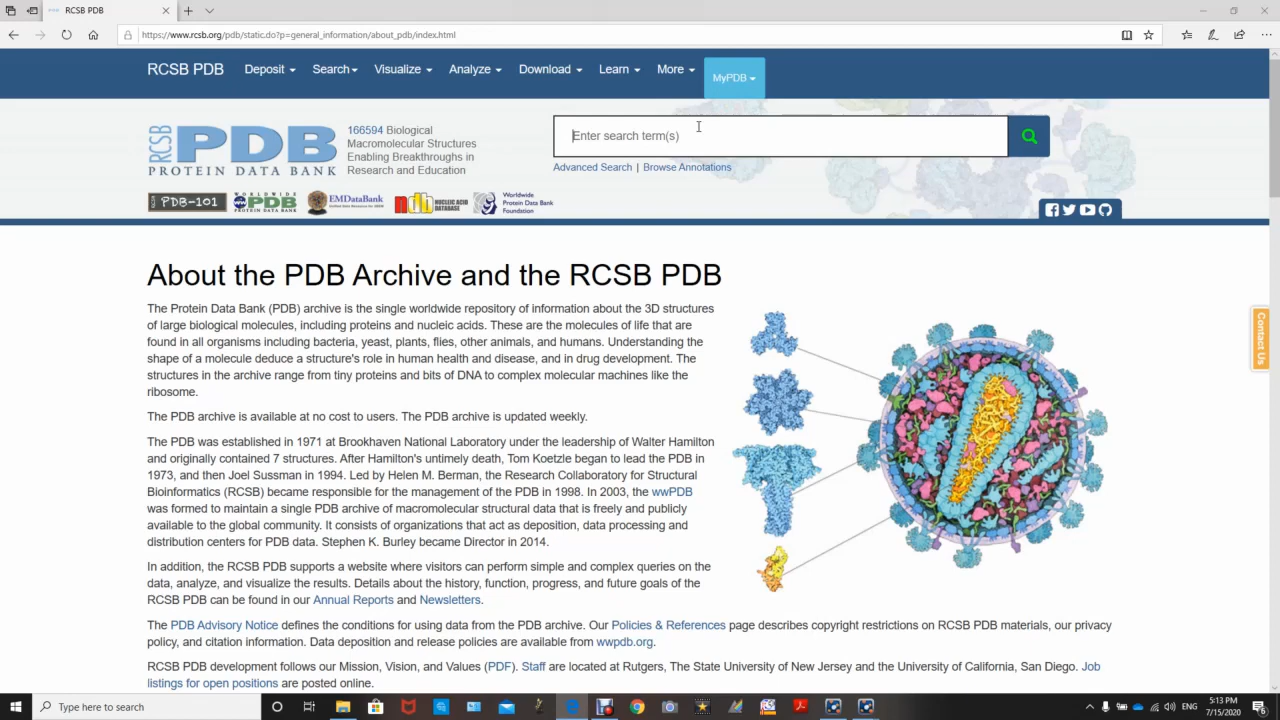 RCSB PDB
https://www.rcsb.org/pdb/static.do?p=general_information/about_pdb/index.html
RCSB PDB Deposit Search Visualize Analyze Download Learn More MyPDB
RCSB PDB
PROTEIN DATA BANK
166594 Biological
Macromolecular Structures
Enabling Breakthroughs in
Research and Education
Enter search term(s)
Advanced Search | Browse Annotations
PDB-101
WORLDWIDE
PDB
PROTEIN DATA BANK
EMDataBank
ndb NUCLEIC ACID
DATABASE
Worldwide
Protein Data Bank
Foundation
About the PDB Archive and the RCSB PDB
The Protein Data Bank (PDB) archive is the single worldwide repository of information about the 3D structures
of large biological molecules, including proteins and nucleic acids. These are the molecules of life that are
found in all organisms including bacteria, yeast, plants, flies, other animals, and humans. Understanding the
shape of a molecule deduce a structure's role in human health and disease, and in drug development. The
structures in the archive range from tiny proteins and bits of DNA to complex molecular machines like the
ribosome.
The PDB archive is available at no cost to users. The PDB archive is updated weekly.
The PDB was established in 1971 at Brookhaven National Laboratory under the leadership of Walter Hamilton
and originally contained 7 structures. After Hamilton's untimely death, Tom Koetzle began to lead the PDB in
1973, and then Joel Sussman in 1994. Led by Helen M. Berman, the Research Collaboratory for Structural
Bioinformatics (RCSB) became responsible for the management of the PDB in 1998. In 2003, the wwPDB
was formed to maintain a single PDB archive of macromolecular structural data that is freely and publicly
available to the global community. It consists of organizations that act as deposition, data processing and
distribution centers for PDB data. Stephen K. Burley became Director in 2014.
In addition, the RCSB PDB supports a website where visitors can perform simple and complex queries on the
data, analyze, and visualize the results. Details about the history, function, progress, and future goals of the
RCSB PDB can be found in our Annual Reports and Newsletters.
The PDB Advisory Notice defines the conditions for using data from the PDB archive. Our Policies & References page describes copyright restrictions on RCSB PDB materials, our privacy
policy, and citation information. Data deposition and release policies are available from wwpdb.org.
RCSB PDB development follows our Mission, Vision, and Values (PDF). Staff are located at Rutgers, The State University of New Jersey and the University of California, San Diego. Job
listings for open positions are posted online.
Contact Us
Type here to search
5:13 PM
7/15/2020